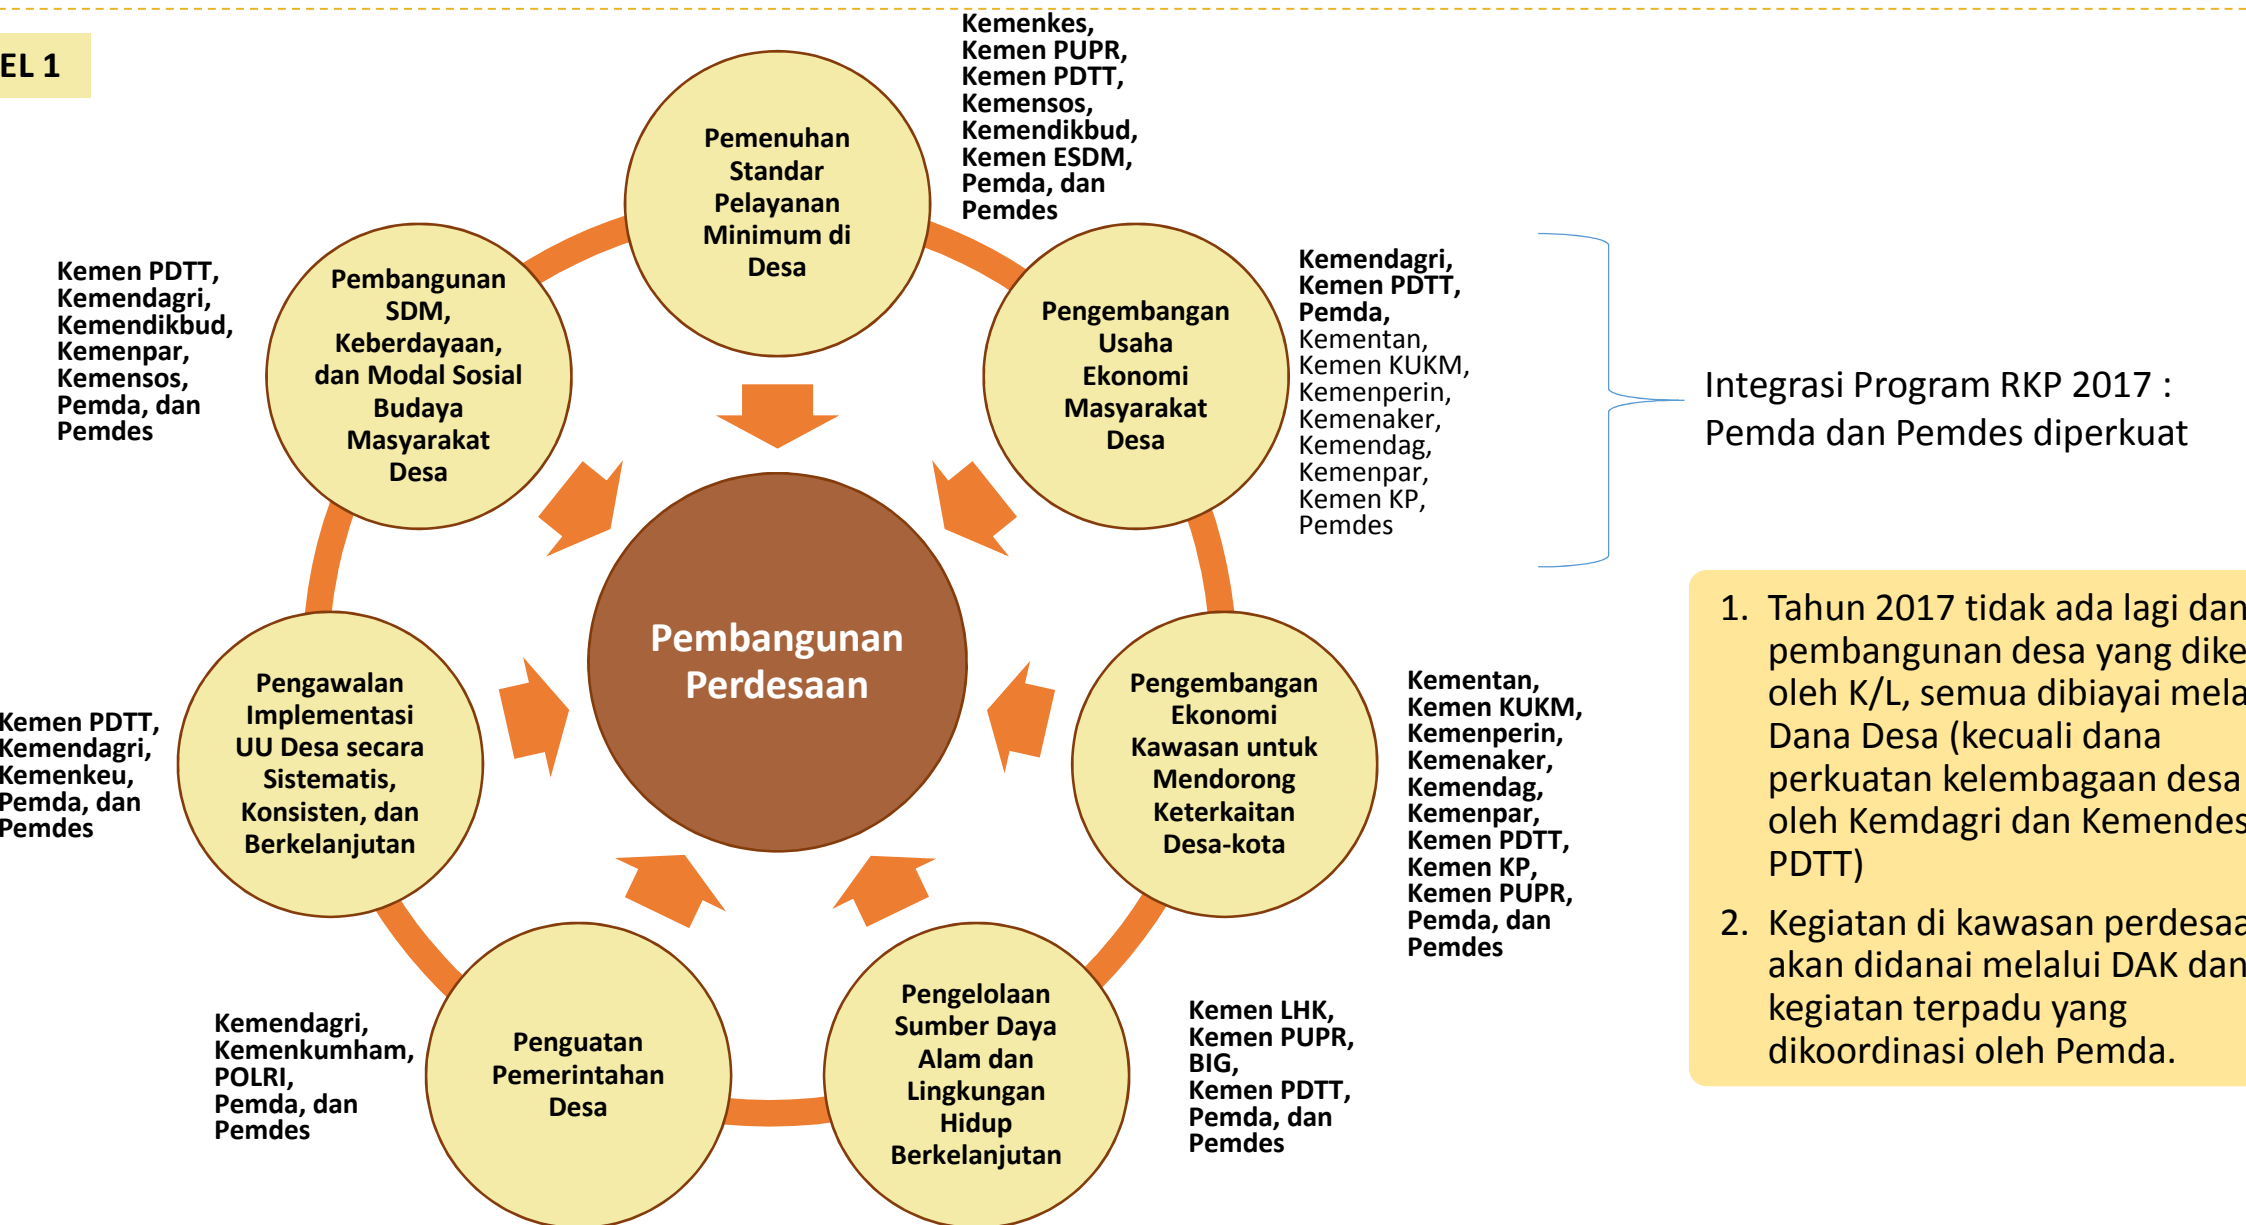 EL 1
Kemenkes,
Kemen PUPR,
Kemen PDTT,
Kemensos,
Kemendikbud,
Kemen ESDM,
Pemda, dan
Pemdes
Pemenuhan
Standar
Pelayanan
Minimum di
Desa
Kemen PDTT,
Kemendagri,
Kemendikbud,
Kemenpar,
Kemensos,
Pemda, dan
Pemdes
Pembangunan
SDM,
Keberdayaan,
dan Modal Sosial
Budaya
Masyarakat
Desa
Pengembangan
Usaha
Ekonomi
Masyarakat
Desa
Kemendagri,
Kemen PDTT,
Pemda,
Kementan,
Kemen KUKM,
Kemenperin,
Kemenaker,
Kemendag,
Kemenpar,
Kemen KP,
Pemdes
Integrasi Program RKP 2017 :
Pemda dan Pemdes diperkuat
Pembangunan
Perdesaan
Kemen PDTT,
Kemendagri,
Kemenkeu,
Pemda, dan
Pemdes
Pengawalan
Implementasi
UU Desa secara
Sistematis,
Konsisten, dan
Berkelanjutan
Pengembangan
Ekonomi
Kawasan untuk
Mendorong
Keterkaitan
Desa-kota
Kementan,
Kemen KUKM,
Kemenperin,
Kemenaker,
Kemendag,
Kemenpar,
Kemen PDTT,
Kemen KP,
Kemen PUPR,
Pemda, dan
Pemdes
1. Tahun 2017 tidak ada lagi dan
pembangunan desa yang dike
oleh K/L, semua dibiayai mela
Dana Desa (kecuali dana
perkuatan kelembagaan desa
oleh Kemdagri dan Kemendes
PDTT)
2. Kegiatan di kawasan perdesaa
akan didanai melalui DAK dan
kegiatan terpadu yang
dikoordinasi oleh Pemda.
Kemendagri,
Kemenkumham,
POLRI,
Pemda, dan
Pemdes
Penguatan
Pemerintahan
Desa
Pengelolaan
Sumber Daya
Alam dan
Lingkungan
Hidup
Berkelanjutan
Kemen LHK,
Kemen PUPR,
BIG,
Kemen PDTT,
Pemda, dan
Pemdes